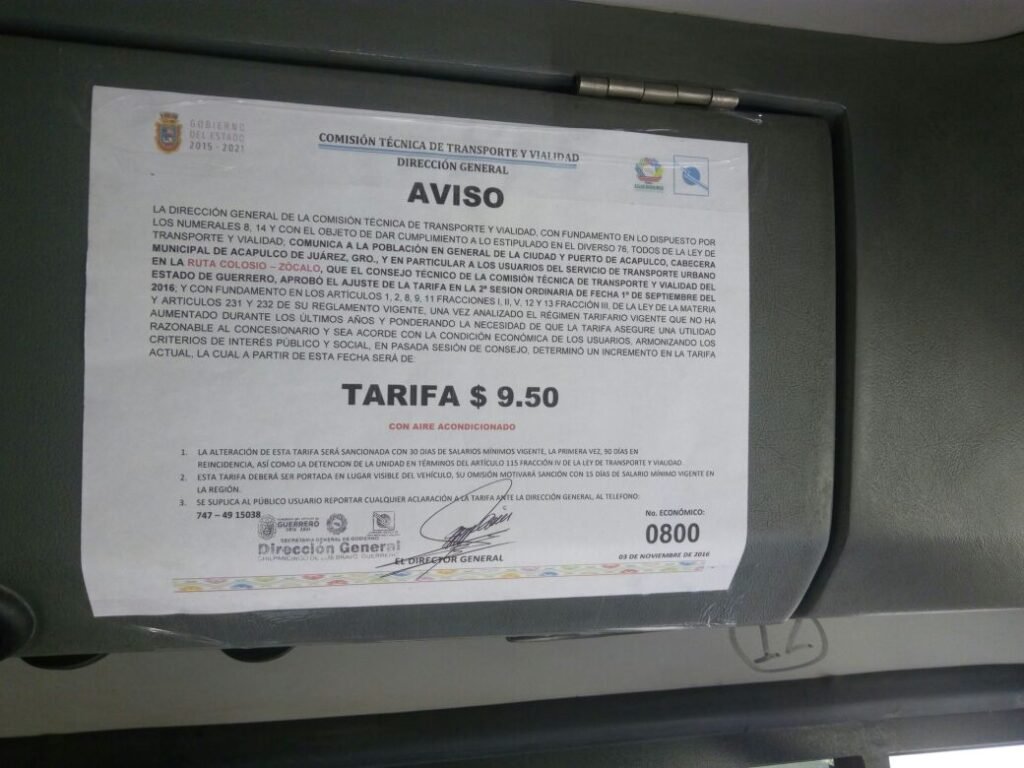 GOBIERNO
DEL ESTADO
2015 - 2021
COMISIÓN TÉCNICA DE TRANSPORTE Y VIALIDAD
DIRECCIÓN GENERAL
AVISO
LA DIRECCIÓN GENERAL DE LA COMISIÓN TÉCNICA DE TRANSPORTE Y VIALIDAD, CON FUNDAMENTO EN LO DISPUESTO POR
LOS NUMERALES 8, 14 Y CON EL OBJETO DE DAR CUMPLIMIENTO A LO ESTIPULADO EN EL DIVERSO 76, TODOS DE LA LEY DE
TRANSPORTE Y VIALIDAD, COMUNICA A LA POBLACIÓN EN GENERAL DE LA CIUDAD Y PUERTO DE ACAPULCO, CABECERA
MUNICIPAL DE ACAPULCO DE JUÁREZ, GRO., Y EN PARTICULAR A LOS USUARIOS DEL SERVICIO DE TRANSPORTE URBANO
EN LA RUTA COLOSIO – ZÓCALO, QUE EL CONSEJO TÉCNICO DE LA COMISIÓN TÉCNICA DE TRANSPORTE Y VIALIDAD DEL
ESTADO DE GUERRERO, APROBÓ EL AJUSTE DE LA TARIFA EN LA 2ª SESION ORDINARIA DE FECHA 1º DE SEPTIEMBRE DEL
2016; Y CON FUNDAMENTO EN LOS ARTÍCULOS 1, 2, 8, 9, 11 FRACCIONES I, II, V, 12 Y 13 FRACCIÓN III, DE LA LEY DE LA MATERIA
Y ARTICULOS 231 Y 232 DE SU REGLAMENTO VIGENTE, UNA VEZ ANALIZADO EL RÉGIMEN TARIFARIO VIGENTE QUE NO HA
AUMENTADO DURANTE LOS ÚLTIMOS AÑOS Y PONDERANDO LA NECESIDAD DE QUE LA TARIFA ASEGURE UNA UTILIDAD
RAZONABLE AL CONCESIONARIO Y SEA ACORDE CON LA CONDICIÓN ECONÓMICA DE LOS USUARIOS, ARMONIZANDO LOS
CRITERIOS DE INTERÉS PÚBLICO Y SOCIAL, EN PASADA SESIÓN DE CONSEJO, DETERMINÓ UN INCREMENTO EN LA TARIFA
ACTUAL, LA CUAL A PARTIR DE ESTA FECHA SERÁ DE:
TARIFA $ 9.50
CON AIRE ACONDICIONADO
1. LA ALTERACIÓN DE ESTA TARIFA SERÁ SANCIONADA CON 30 DIAS DE SALARIOS MÍNIMOS VIGENTE, LA PRIMERA VEZ, 90 DÍAS EN
REINCIDENCIA, ASÍ COMO LA DETENCION DE LA UNIDAD EN TÉRMINOS DEL ARTÍCULO 115 FRACCIÓN IV DE LA LEY DE TRANSPORTE Y VIALIDAD.
2. ESTA TARIFA DEBERÁ SER PORTADA EN LUGAR VISIBLE DEL VEHÍCULO, SU OMISIÓN MOTIVARÁ SANCIÓN CON 15 DÍAS DE SALARIO MÍNIMO VIGENTE EN
LA REGIÓN.
3. SE SUPLICA AL PÚBLICO USUARIO REPORTAR CUALQUIER ACLARACIÓN A LA TARIFA ANTE LA DIRECCIÓN GENERAL, AL TELEFONO:
747 – 49 15038
GUERRERO
SECRETARÍA GENERAL DE GOBIERNO
Dirección General
CHILPANCINGO DE LOS BRAVO, GUERRERO
EL DIRECTOR GENERAL
No. ECONÓMICO:
0800
03 DE NOVIEMBRE DE 2016
12